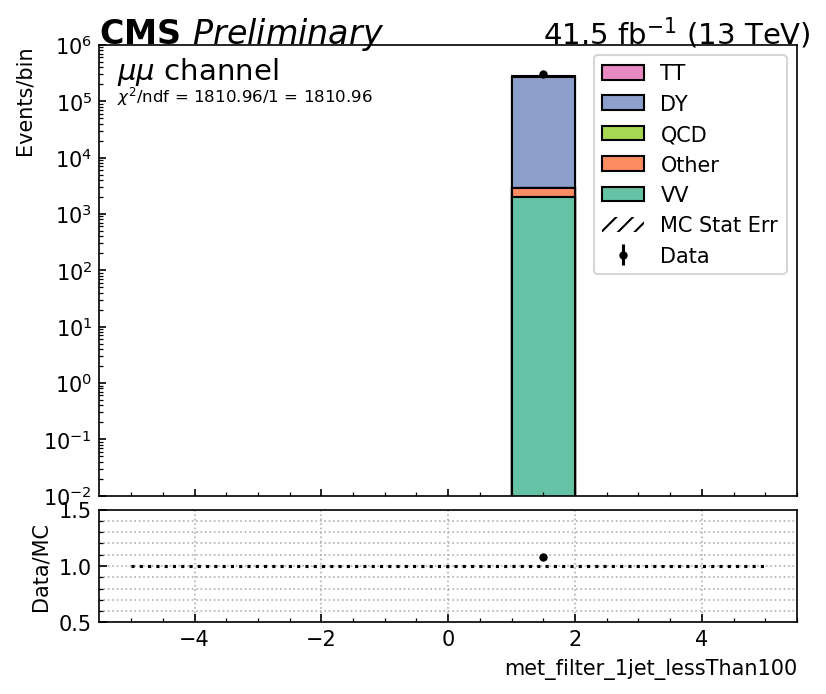 CMS Preliminary 41.5 fb⁻¹ (13 TeV)
μμ channel
χ²/ndf = 1810.96/1 = 1810.96
Events/bin
10⁶
10⁵
10⁴
10³
10²
10¹
10⁰
10⁻¹
10⁻²
TT
DY
QCD
Other
VV
MC Stat Err
Data
Data/MC
1.5
1.0
0.5
−4 −2 0 2 4
met_filter_1jet_lessThan100